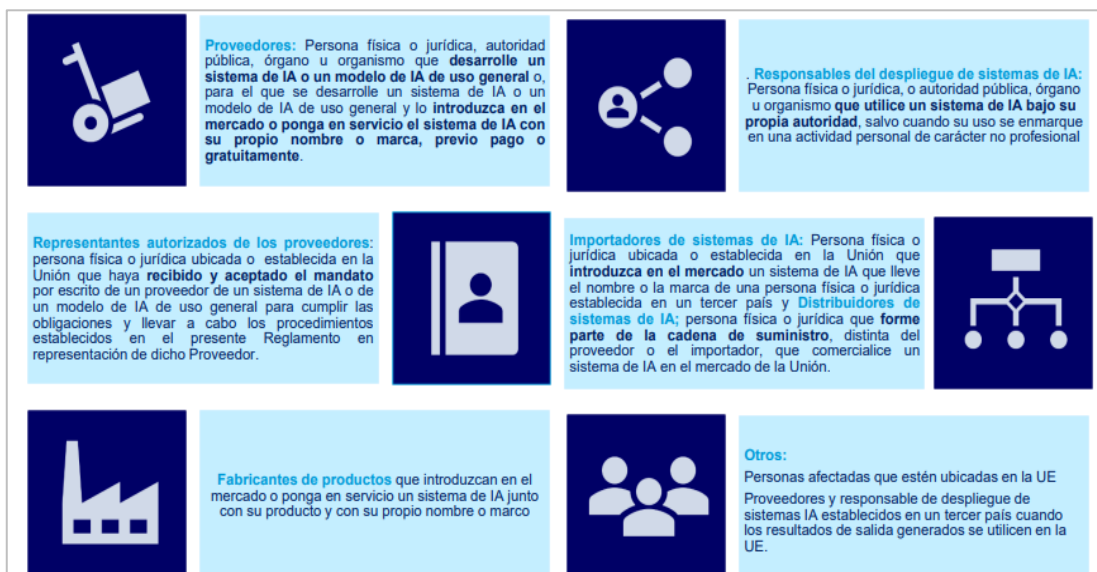 Proveedores: Persona física o jurídica, autoridad
pública, órgano u organismo que desarrolle un
sistema de IA o un modelo de IA de uso general o,
para el que se desarrolle un sistema de IA o un
modelo de IA de uso general y lo introduzca en el
mercado o ponga en servicio el sistema de IA con
su propio nombre o marca, previo pago o
gratuitamente.
. Responsables del despliegue de sistemas de IA:
Persona física o jurídica, o autoridad pública, órgano
u organismo que utilice un sistema de IA bajo su
propia autoridad, salvo cuando su uso se enmarque
en una actividad personal de carácter no profesional
Representantes autorizados de los proveedores:
persona física o jurídica ubicada o establecida en la
Unión que haya recibido y aceptado el mandato
por escrito de un proveedor de un sistema de IA o de
un modelo de IA de uso general para cumplir las
obligaciones y llevar a cabo los procedimientos
establecidos en el presente Reglamento en
representación de dicho Proveedor.
Importadores de sistemas de IA: Persona física o
jurídica ubicada o establecida en la Unión que
introduzca en el mercado un sistema de IA que lleve
el nombre o la marca de una persona física o jurídica
establecida en un tercer país y Distribuidores de
sistemas de IA; persona física o jurídica que forme
parte de la cadena de suministro, distinta del
proveedor o el importador, que comercialice un
sistema de IA en el mercado de la Unión.
Fabricantes de productos que introduzcan en el
mercado o ponga en servicio un sistema de IA junto
con su producto y con su propio nombre o marco
Otros:
Personas afectadas que estén ubicadas en la UE
Proveedores y responsable de despliegue de
sistemas IA establecidos en un tercer país cuando
los resultados de salida generados se utilicen en la
UE.